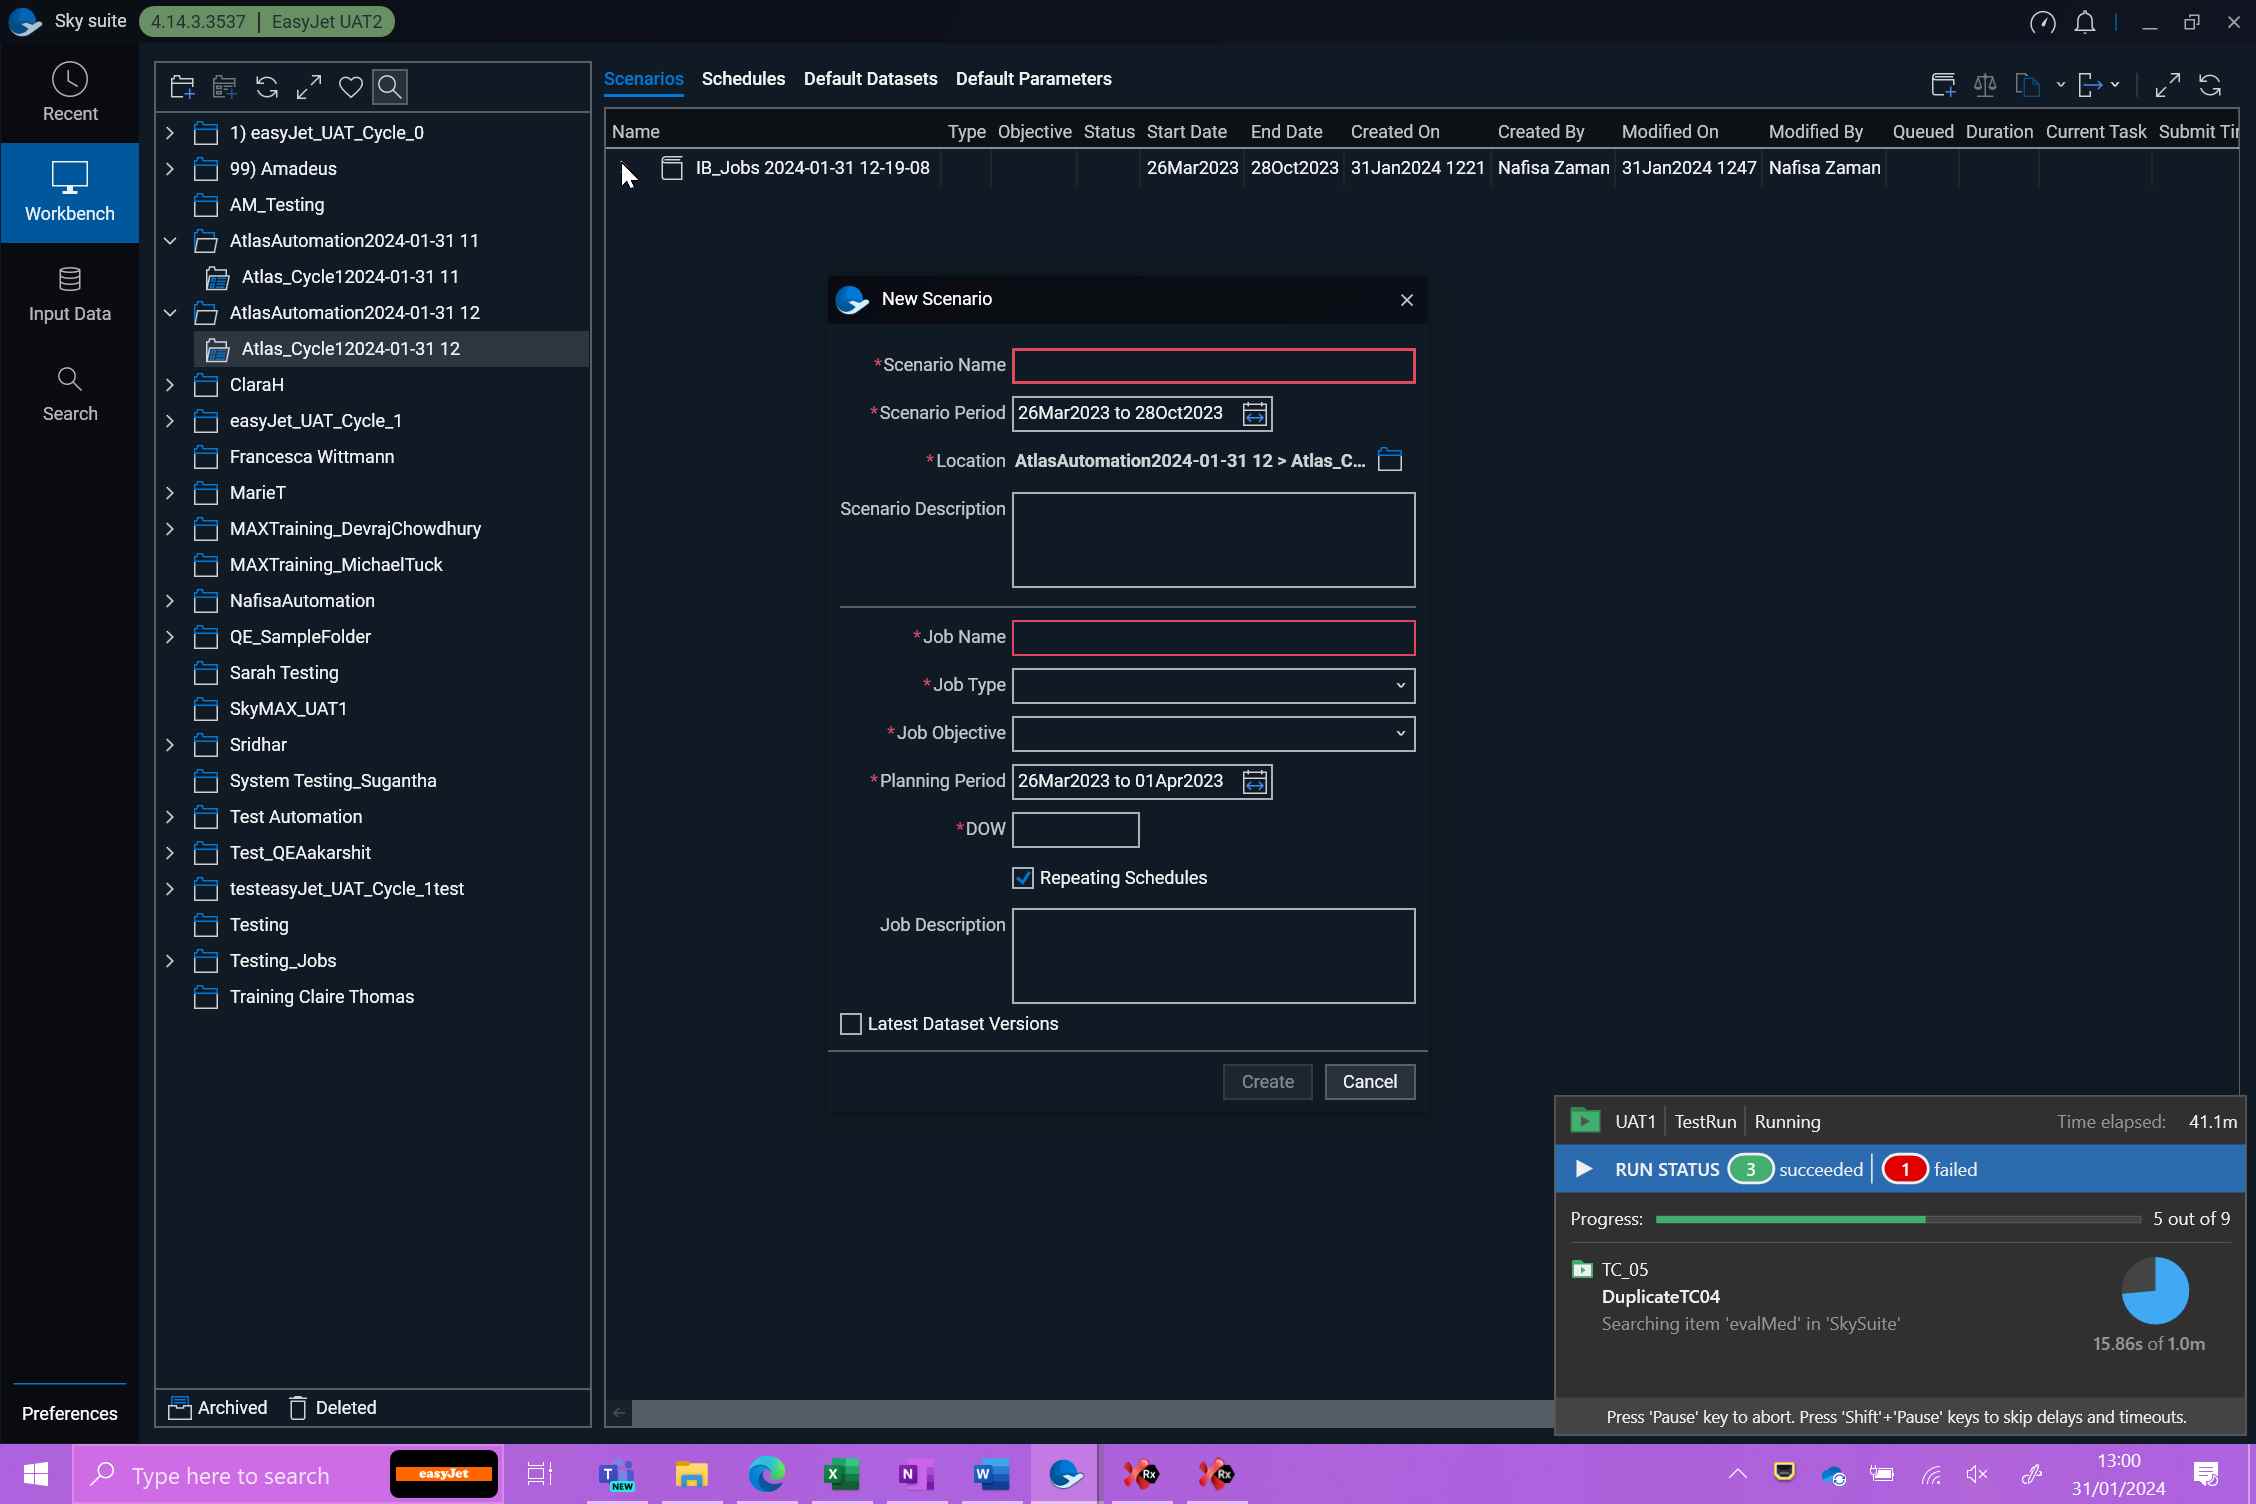 Sky suite 4.14.3.3537 | EasyJet UAT2
Recent
Workbench
Input Data
Search
Preferences
1) easyJet_UAT_Cycle_0
99) Amadeus
AM_Testing
AtlasAutomation2024-01-31 11
Atlas_Cycle12024-01-31 11
AtlasAutomation2024-01-31 12
Atlas_Cycle12024-01-31 12
ClaraH
easyJet_UAT_Cycle_1
Francesca Wittmann
MarieT
MAXTraining_DevrajChowdhury
MAXTraining_MichaelTuck
NafisaAutomation
QE_SampleFolder
Sarah Testing
SkyMAX_UAT1
Sridhar
System Testing_Sugantha
Test Automation
Test_QEAakarshit
testeasyJet_UAT_Cycle_1test
Testing
Testing_Jobs
Training Claire Thomas
Archived Deleted
Scenarios Schedules Default Datasets Default Parameters
Name Type Objective Status Start Date End Date Created On Created By Modified On Modified By Queued Duration Current Task Submit Ti
IB_Jobs 2024-01-31 12-19-08 26Mar2023 28Oct2023 31Jan2024 1221 Nafisa Zaman 31Jan2024 1247 Nafisa Zaman
New Scenario
*Scenario Name
*Scenario Period 26Mar2023 to 28Oct2023
*Location AtlasAutomation2024-01-31 12 > Atlas_C...
Scenario Description
*Job Name
*Job Type
*Job Objective
*Planning Period 26Mar2023 to 01Apr2023
*DOW
Repeating Schedules
Job Description
Latest Dataset Versions
Create Cancel
UAT1 | TestRun | Running Time elapsed: 41.1m
RUN STATUS 3 succeeded | 1 failed
Progress: 5 out of 9
TC_05
DuplicateTC04
Searching item 'evalMed' in 'SkySuite'
15.86s of 1.0m
Press 'Pause' key to abort. Press 'Shift'+'Pause' keys to skip delays and timeouts.
Type here to search
easyJet
T
NEW
X
N
W
Rx
Rx
13:00
31/01/2024